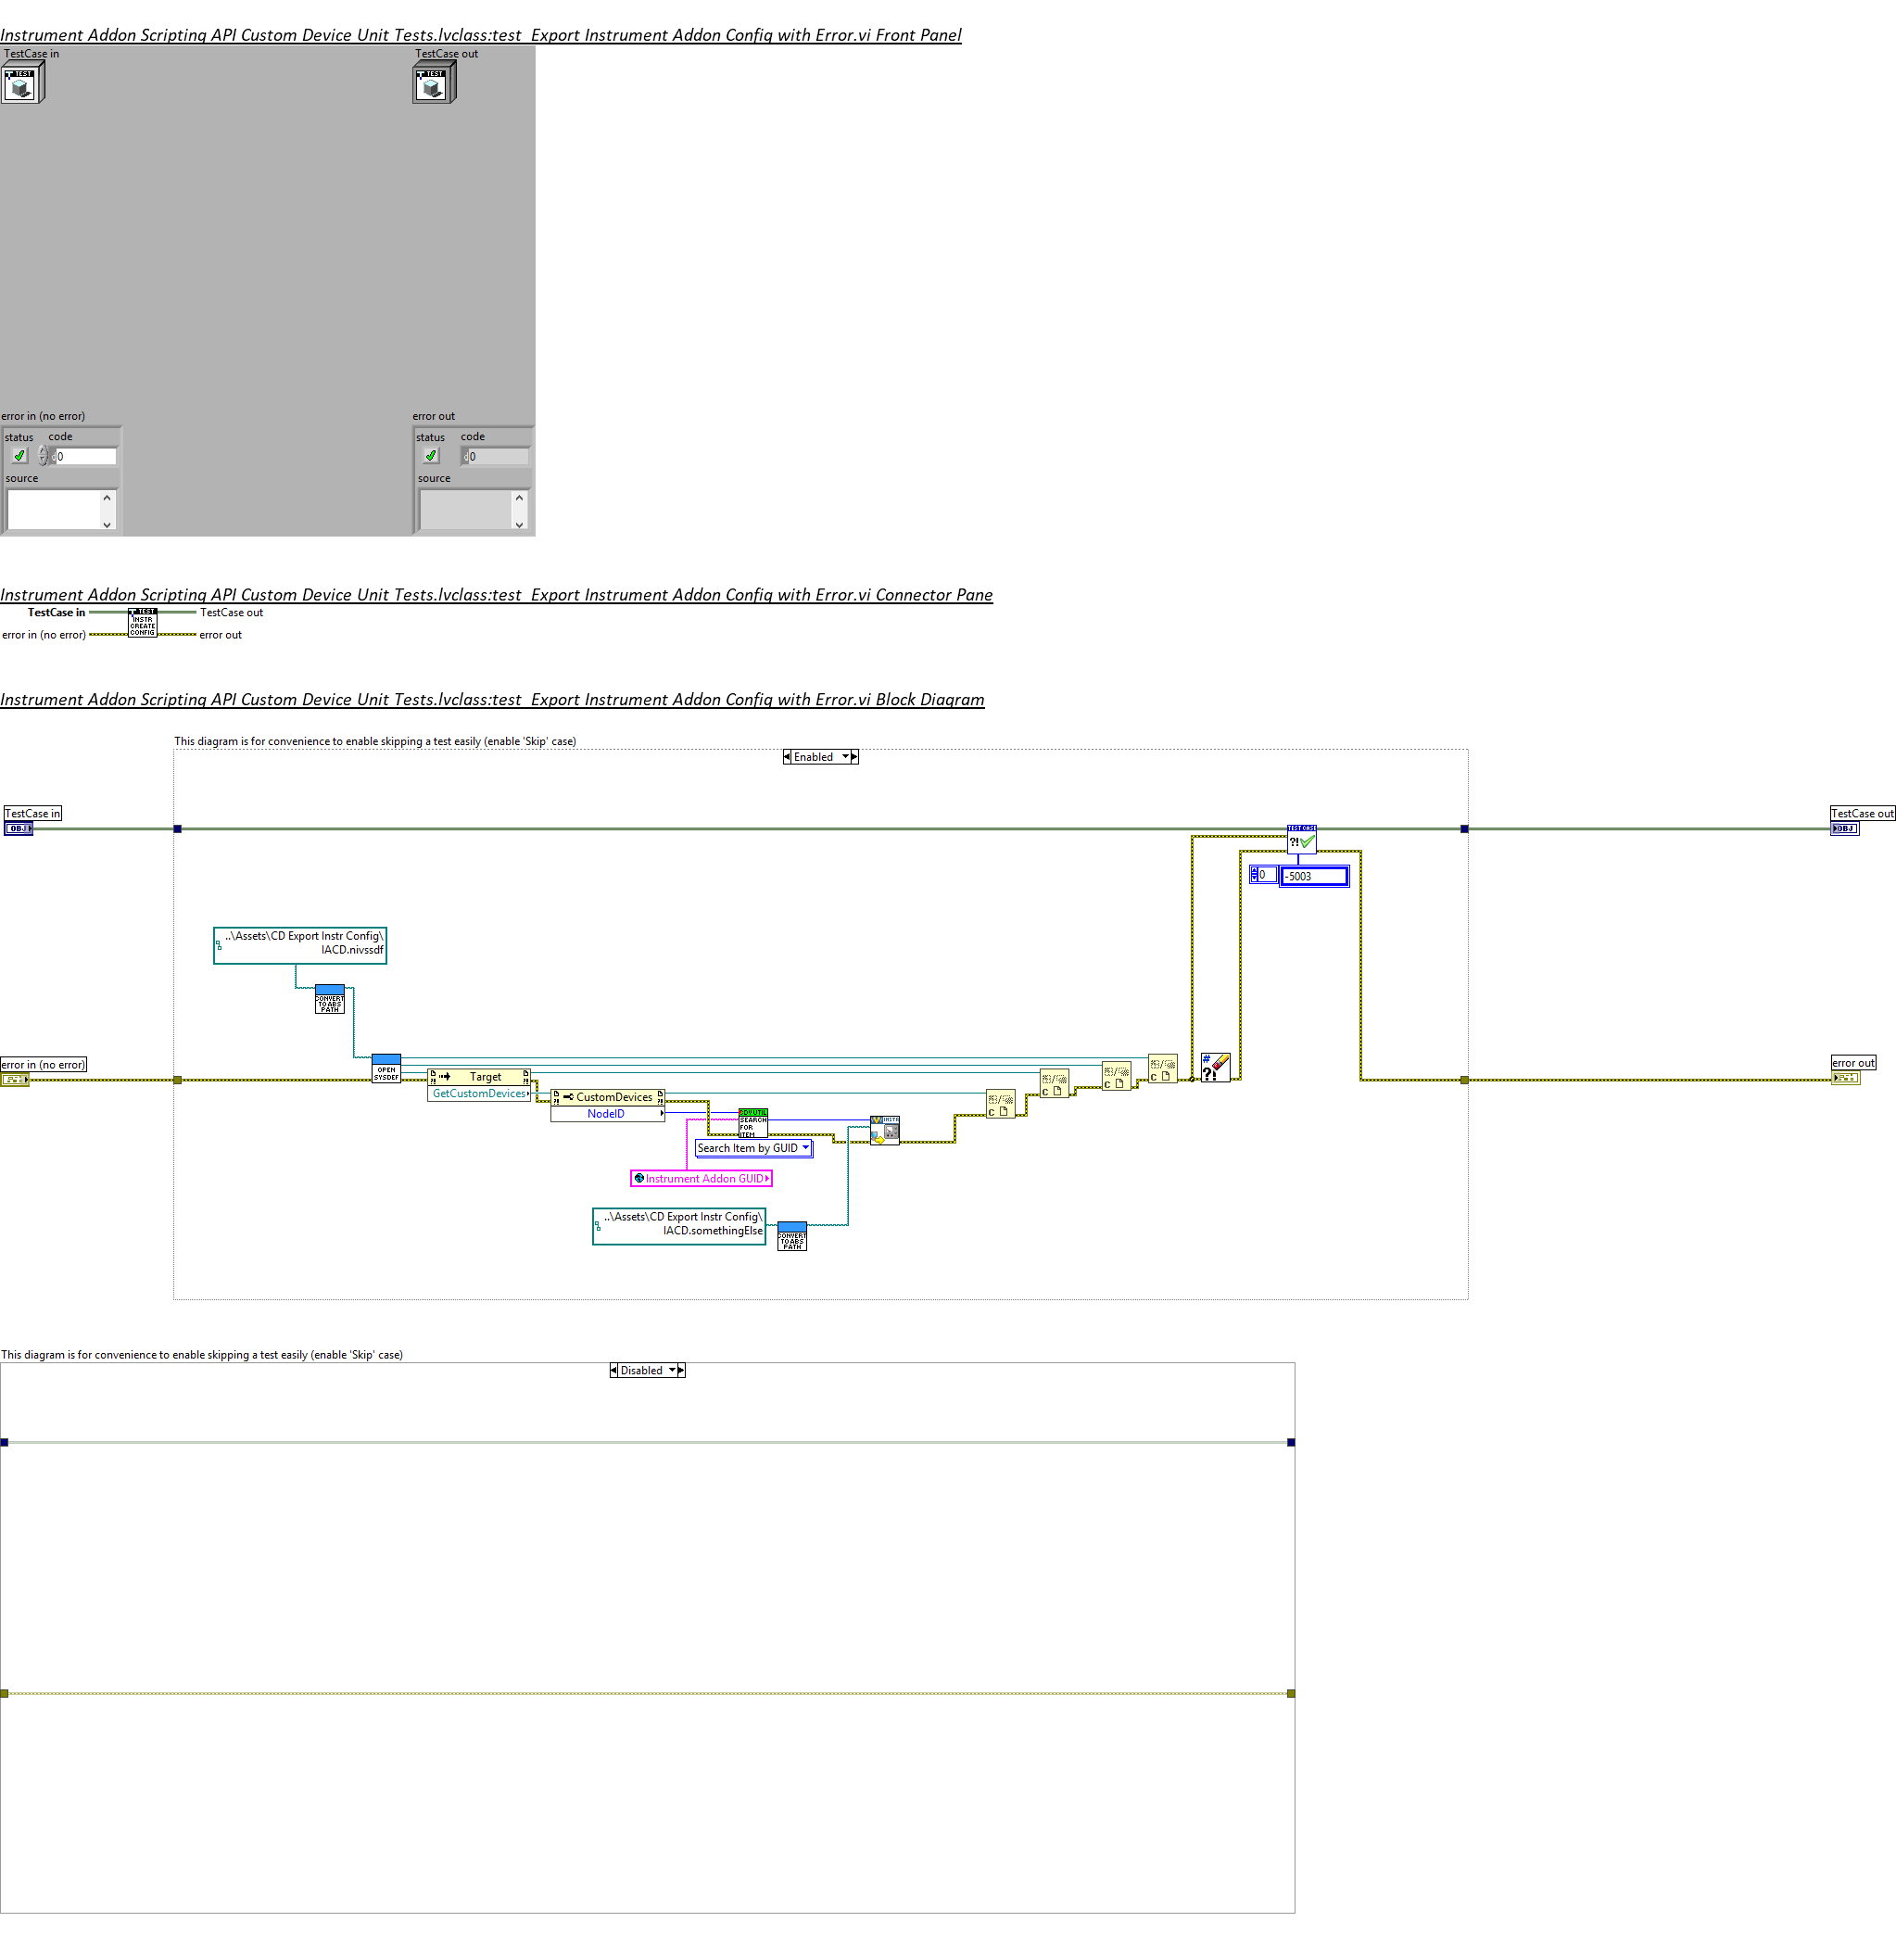 Instrument Addon Scripting API Custom Device Unit Tests.lvclass:test  Export Instrument Addon Config with Error.vi Front Panel
TestCase in
TestCase out
TEST
TEST
error in (no error)
error out
status
code
status
code
0
0
source
source
Instrument Addon Scripting API Custom Device Unit Tests.lvclass:test  Export Instrument Addon Config with Error.vi Connector Pane
TestCase in
TEST
INSTR
CREATE
CONFIG
TestCase out
error in (no error)
error out
Instrument Addon Scripting API Custom Device Unit Tests.lvclass:test  Export Instrument Addon Config with Error.vi Block Diagram
This diagram is for convenience to enable skipping a test easily (enable 'Skip' case)
Enabled
TestCase in
OBJ
TestCase out
OBJ
TEST CASE
?!
0
-5003
..\Assets\CD Export Instr Config\
IACD.nivssdf
CONVERT
TO ABS
PATH
error in (no error)
error out
OPEN
SYSDEF
Target
GetCustomDevices
CustomDevices
NodeID
SEARCH
FOR
ITEM
INSTR
C
C
C
C
#
?!
Search Item by GUID
Instrument Addon GUID
..\Assets\CD Export Instr Config\
IACD.somethingElse
CONVERT
TO ABS
PATH
This diagram is for convenience to enable skipping a test easily (enable 'Skip' case)
Disabled